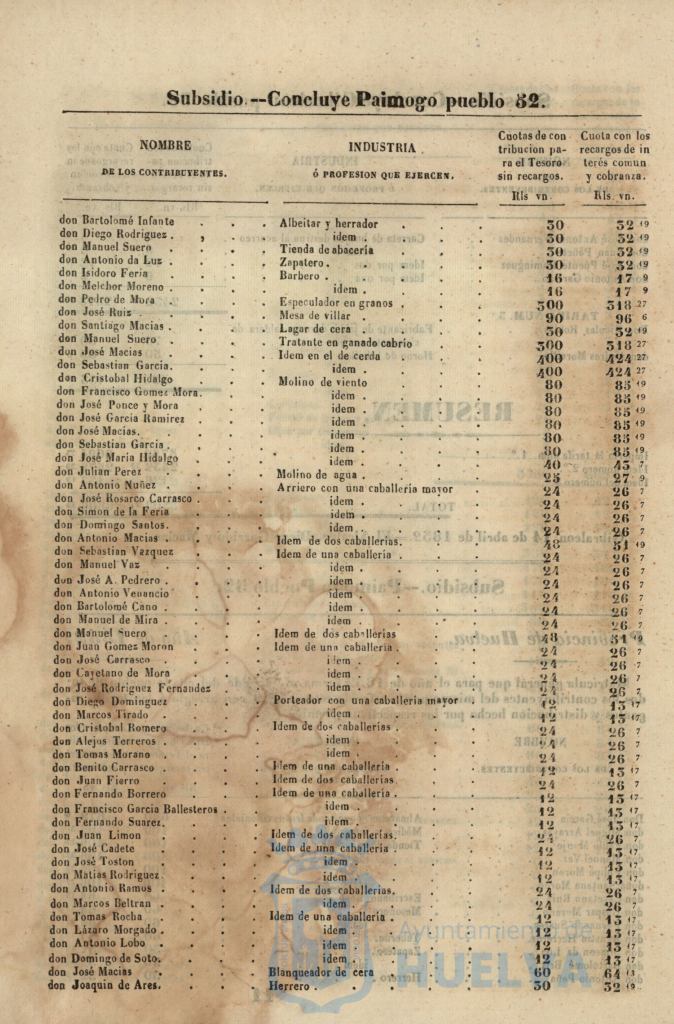 Subsidio.--Concluye Paimogo pueblo 52.
NOMBRE
DE LOS CONTRIBUYENTES.
INDUSTRIA
Ó PROFESION QUE EJERCEN.
Cuotas de con
tribucion pa-
ra el Tesoro
sin recargos.
Rls vn.
Cuota con los
recargos de in
terés comun
y cobranza.
Rls. vn.
don Bartolomé Infante Albeitar y herrador 30 32 19
don Diego Rodriguez. idem. 30 32 19
don Manuel Suero Tienda de abaceria 30 32 19
don Antonio da Luz. Zapatero. 30 32 19
don Isidoro Feria Barbero. 16 17 9
don Melchor Moreno. idem. 16 17 9
don Pedro de Mora Especulador en granos 300 318 27
don José Ruiz. Mesa de villar 90 96 6
don Santiago Macias. Lagar de cera 30 32 19
don Manuel Suero. Tratante en ganado cabrio 300 318 27
don José Macias Idem en el de cerda 400 424 27
don Sebastian Garcia. idem. 400 424 27
don Cristobal Hidalgo Molino de viento 80 85 19
don Francisco Gomez Mora. idem. 80 85 19
don José Ponce y Mora idem. 80 85 19
don José Garcia Ramirez idem. 80 85 19
don José Macias. idem. 80 85 19
don Sebastian Garcia. idem. 80 85 19
don José Maria Hidalgo idem. 40 43 7
don Julian Perez Molino de agua. 25 27 9
don Antonio Nuñez. Arriero con una caballeria mayor 24 26 7
don José Rosarco Carrasco. idem. 24 26 7
don Simon de la Feria idem. 24 26 7
don Domingo Santos. idem. 24 26 7
don Antonio Macias Idem de dos caballerias. 48 51 19
don Sebastian Vazquez Idem de una caballeria. 24 26 7
don Manuel Vaz idem. 24 26 7
don José A. Pedrero. idem. 24 26 7
don Antonio Venancio idem. 24 26 7
don Bartolomé Cano. idem. 24 26 7
don Manuel de Mira. idem. 24 26 7
don Manuel Suero Idem de dos caballerias 48 51 19
don Juan Gomez Moron Idem de una caballeria. 24 26 7
don José Carrasco idem. 24 26 7
don Cayetano de Mora idem. 24 26 7
don José Rodriguez Fernandez idem. 24 26 7
don Diego Dominguez Porteador con una caballeria mayor 12 13 17
don Marcos Tirado. idem. 12 13 17
don Cristobal Romero Idem de dos caballerias. 24 26 7
don Alejos Terreros. idem. 24 26 7
don Tomas Morano. idem. 24 26 7
don Benito Carrasco. Idem de una caballeria. 12 13 17
don Juan Fierro Idem de dos caballerias 24 26 7
don Fernando Borrero Idem de una caballeria. 12 13 17
don Francisco Garcia Ballesteros. idem. 12 13 17
don Fernando Suarez. idem. 12 13 17
don Juan Limon Idem de dos caballerias. 24 26 7
don José Cadete Idem de una caballeria. 12 13 17
don José Toston idem. 12 13 17
don Matias Rodriguez. idem. 12 13 17
don Antonio Ramos. Idem de dos caballerias. 24 26 7
don Marcos Beltran. idem. 24 26 7
don Tomas Rocha Idem de una caballeria. 12 13 17
don Lázaro Morgado. idem. 12 13 17
don Antonio Lobo idem. 12 13 17
don Domingo de Soto. idem. 12 13 17
don José Macias Blanqueador de cera 60 64 13
don Joaquin de Ares. Herrero. 30 32 19
Ayuntamiento de
HUELVA